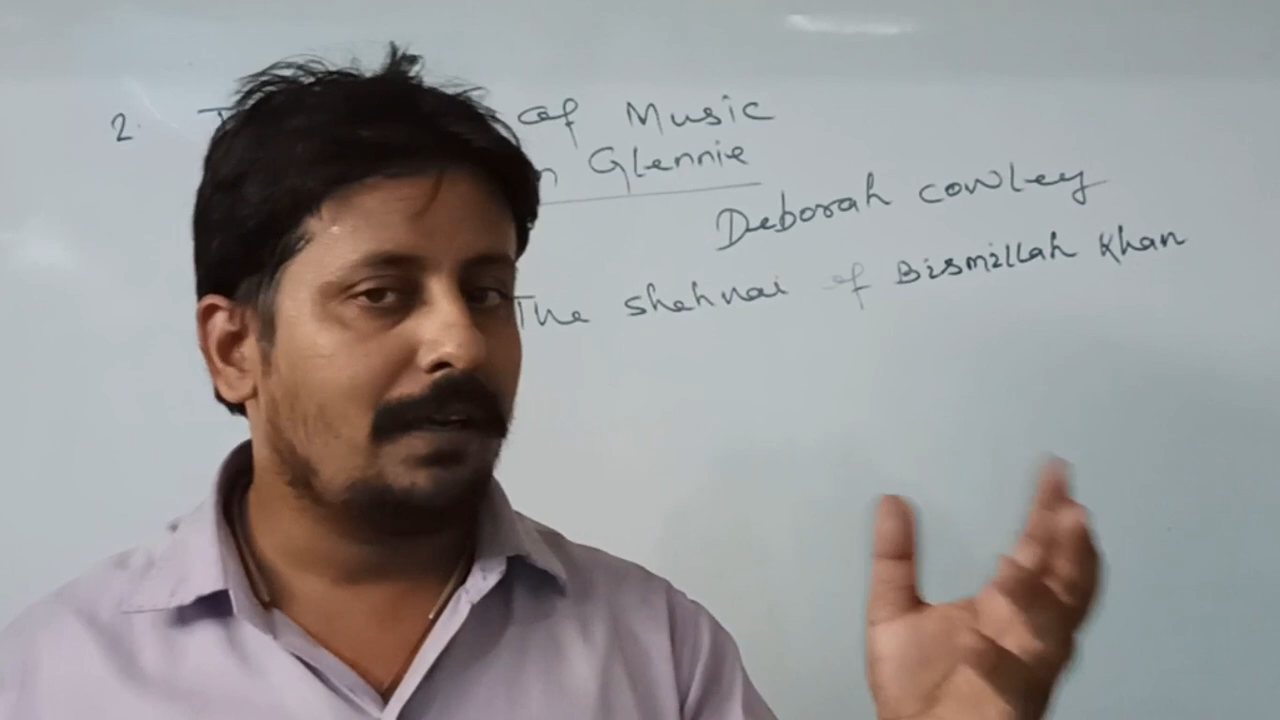 2. of Music
Glennie
Deborah Cowley
The Shehnai of Bismillah Khan